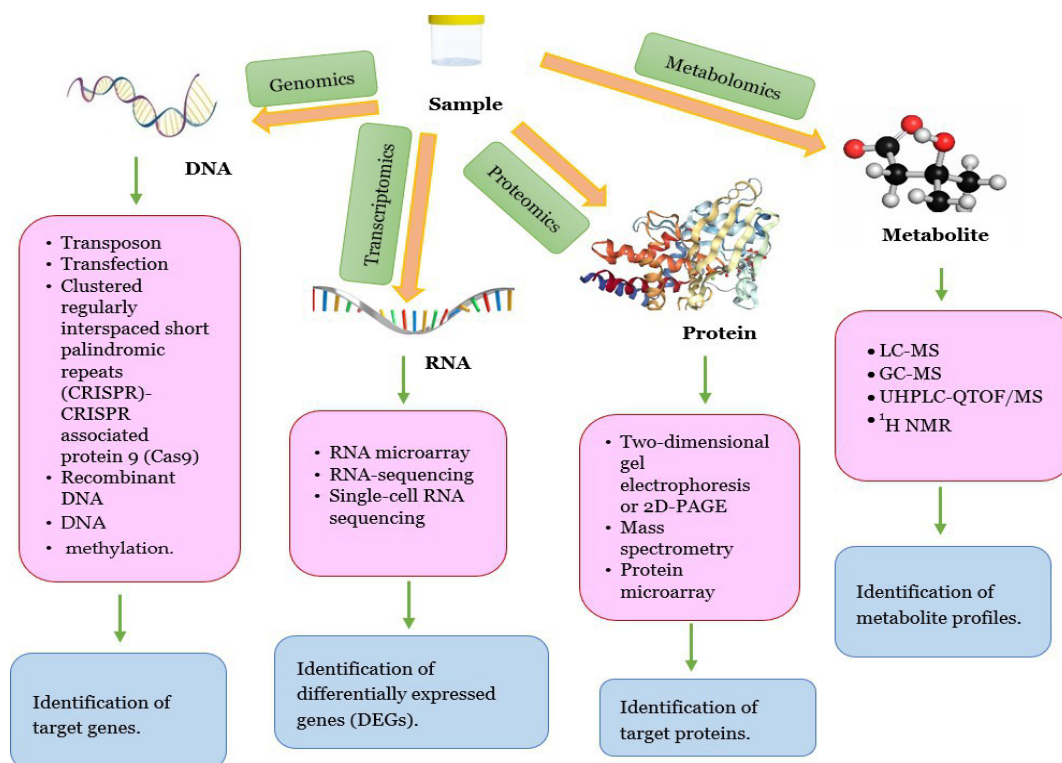 Sample
Genomics
DNA
• Transposon
• Transfection
• Clustered
regularly
interspaced short
palindromic
repeats
(CRISPR)-
CRISPR
associated
protein 9 (Cas9)
• Recombinant
DNA
• DNA
• methylation.
Identification of
target genes.
Transcriptomics
RNA
• RNA microarray
• RNA-sequencing
• Single-cell RNA
sequencing
Identification of
differentially expressed
genes (DEGs).
Proteomics
Protein
• Two-dimensional
gel
electrophoresis
or 2D-PAGE
• Mass
spectrometry
• Protein
microarray
Identification of
target proteins.
Metabolomics
Metabolite
• LC-MS
• GC-MS
• UHPLC-QTOF/MS
• ¹H NMR
Identification of
metabolite profiles.